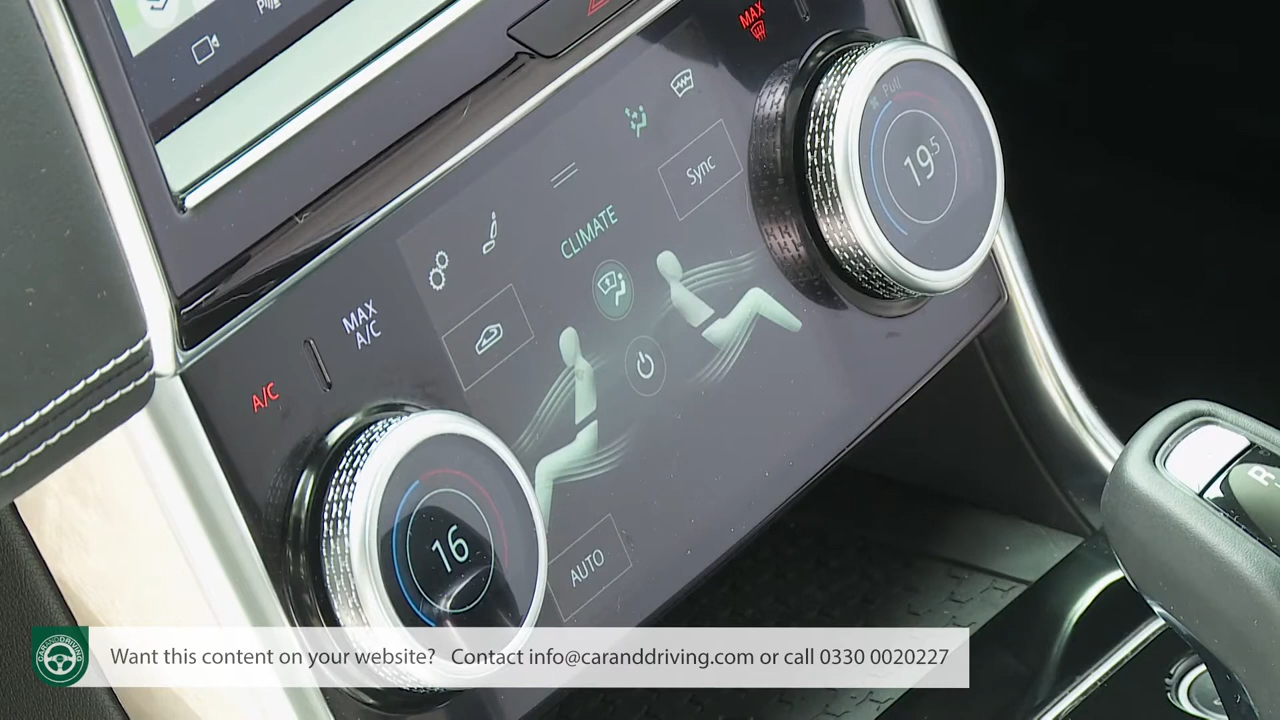 MAX
Pull
19.5
Sync
CLIMATE
MAX
A/C
A/C
16
AUTO
R
CARANDDRIVING
Want this content on your website? Contact info@caranddriving.com or call 0330 0020227